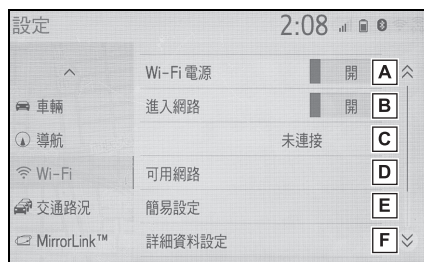 設定 2:08
Wi-Fi 電源 開 A
車輛 進入網路 開 B
導航 未連接 C
Wi-Fi 可用網路 D
交通路況 簡易設定 E
MirrorLink™ 詳細資料設定 F